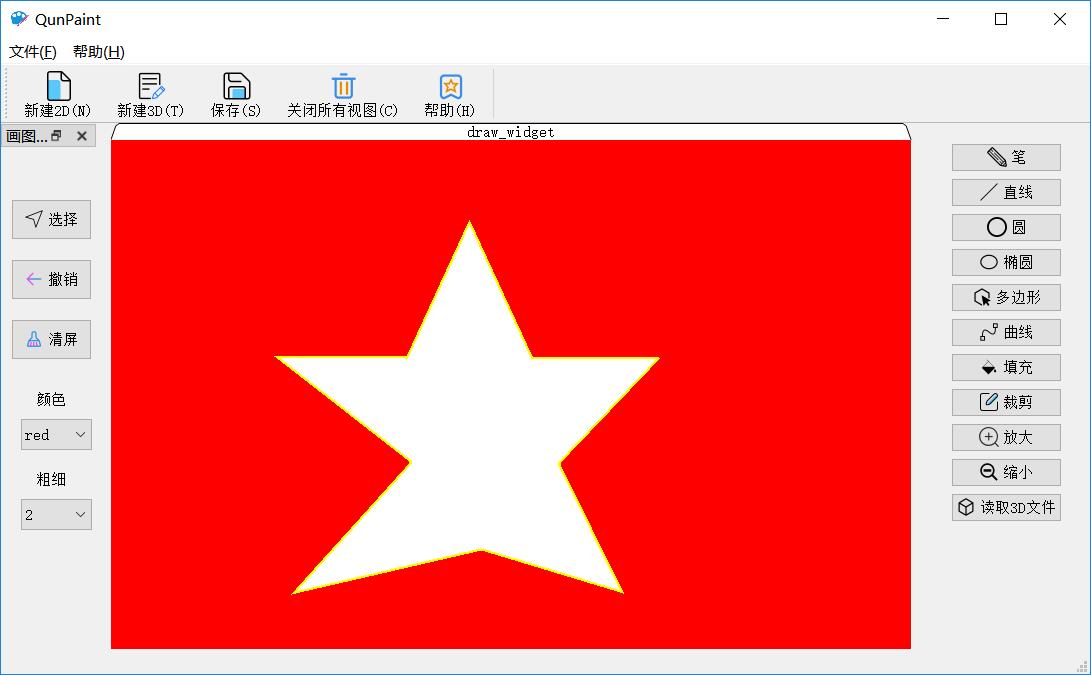 QunPaint
文件(F) 帮助(H)
新建2D(N) 新建3D(T) 保存(S) 关闭所有视图(C) 帮助(H)
画图...
draw_widget
选择
撤销
清屏
颜色
red
粗细
2
笔
直线
圆
椭圆
多边形
曲线
填充
裁剪
放大
缩小
读取3D文件